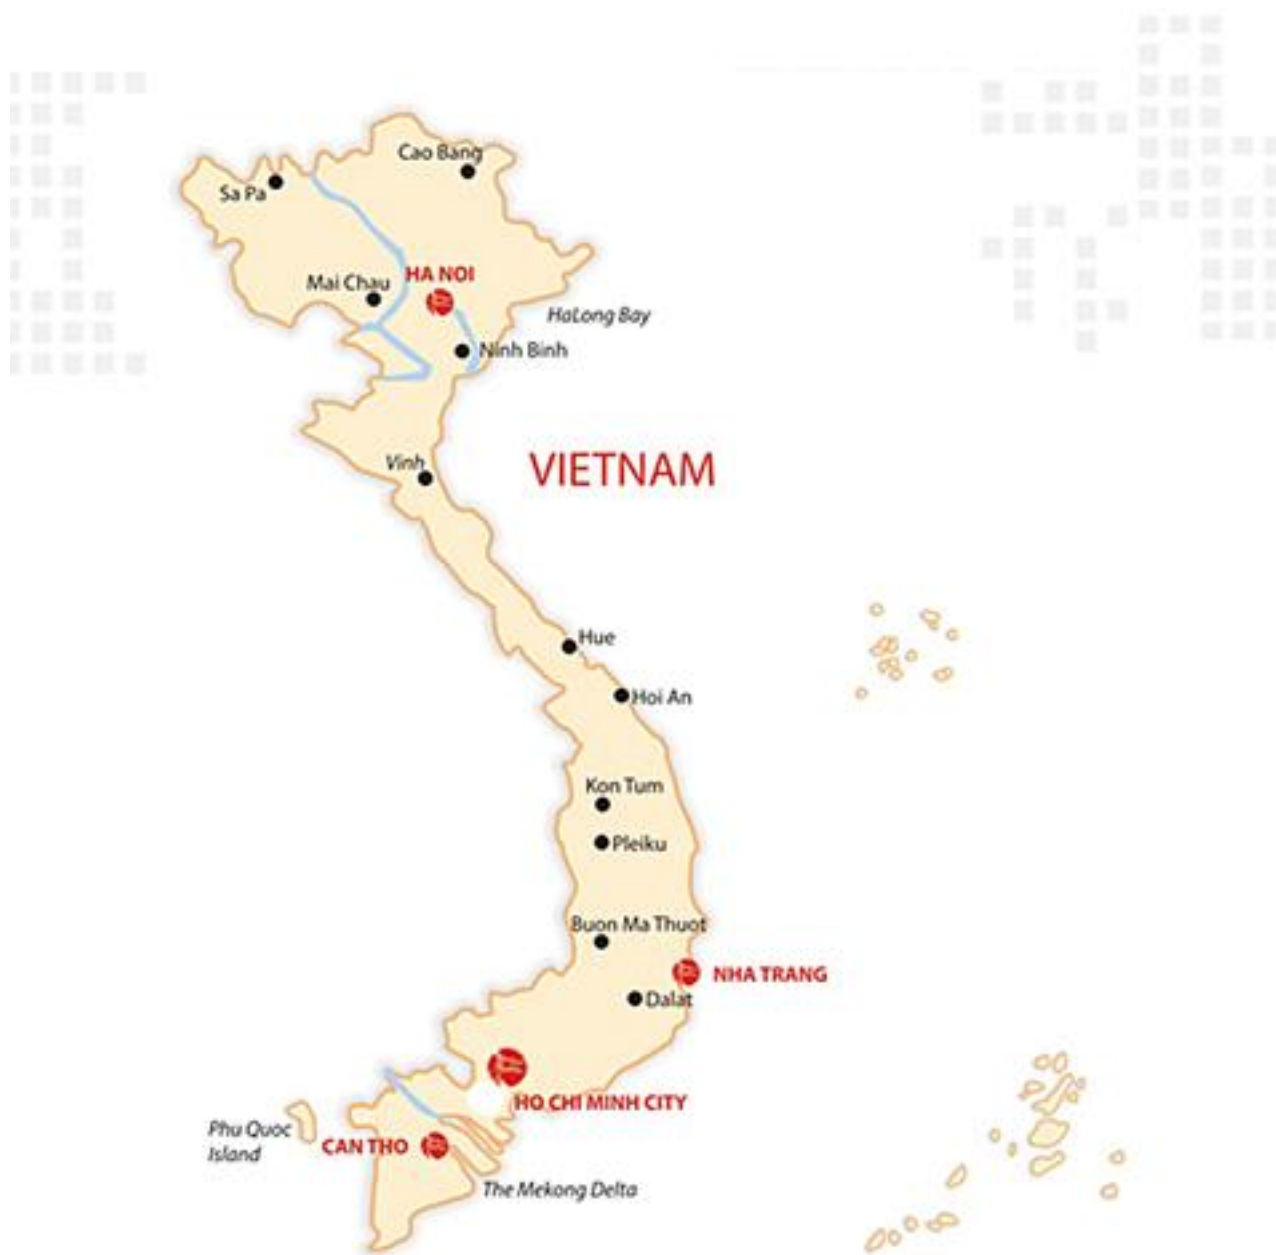 Cao Bang
Sa Pa
HA NOI
Mai Chau
HaLong Bay
Ninh Binh
VIETNAM
Vinh
Hue
Hoi An
Kon Tum
Pleiku
Buon Ma Thuot
NHA TRANG
Dalat
HO CHI MINH CITY
Phu Quoc
Island
CAN THO
The Mekong Delta